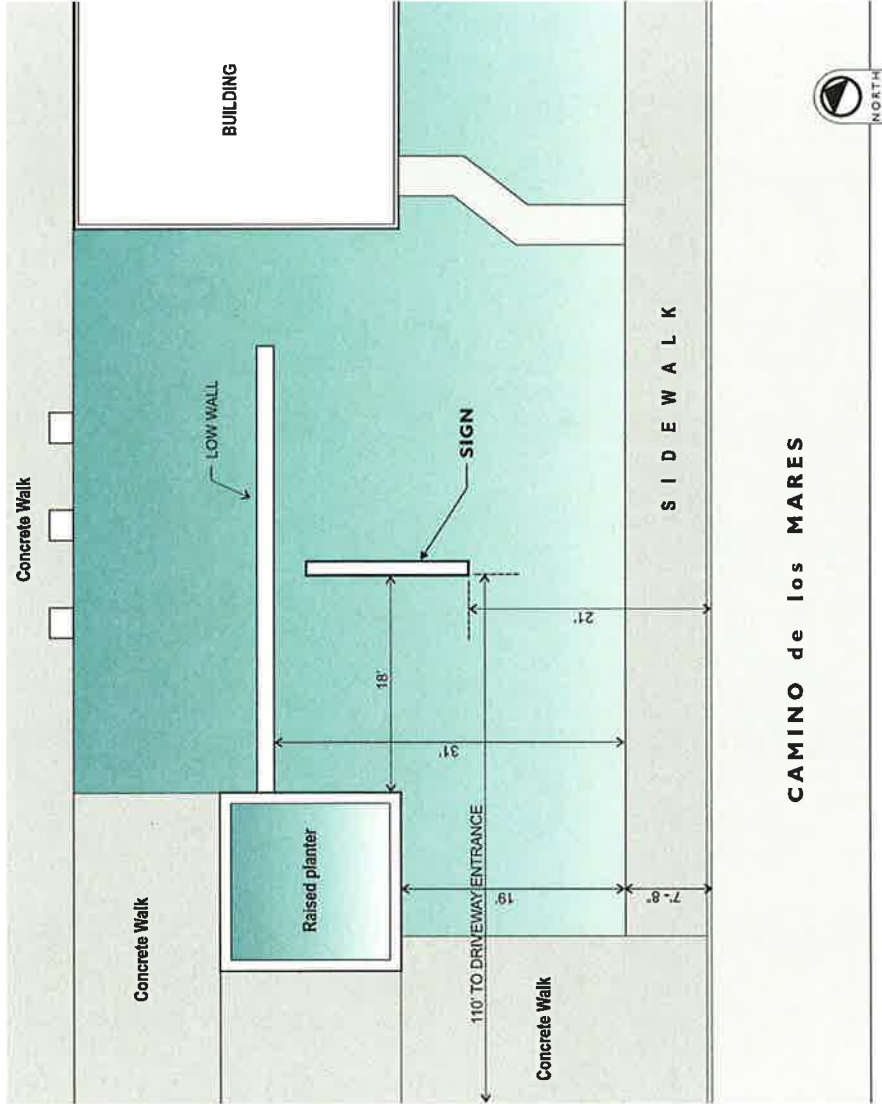 Concrete Walk
BUILDING
LOW WALL
SIGN
18'
31'
21'
Concrete Walk
Raised planter
19'
7'-8"
110' TO DRIVEWAY ENTRANCE
Concrete Walk
SIDEWALK
CAMINO de los MARES
NORTH